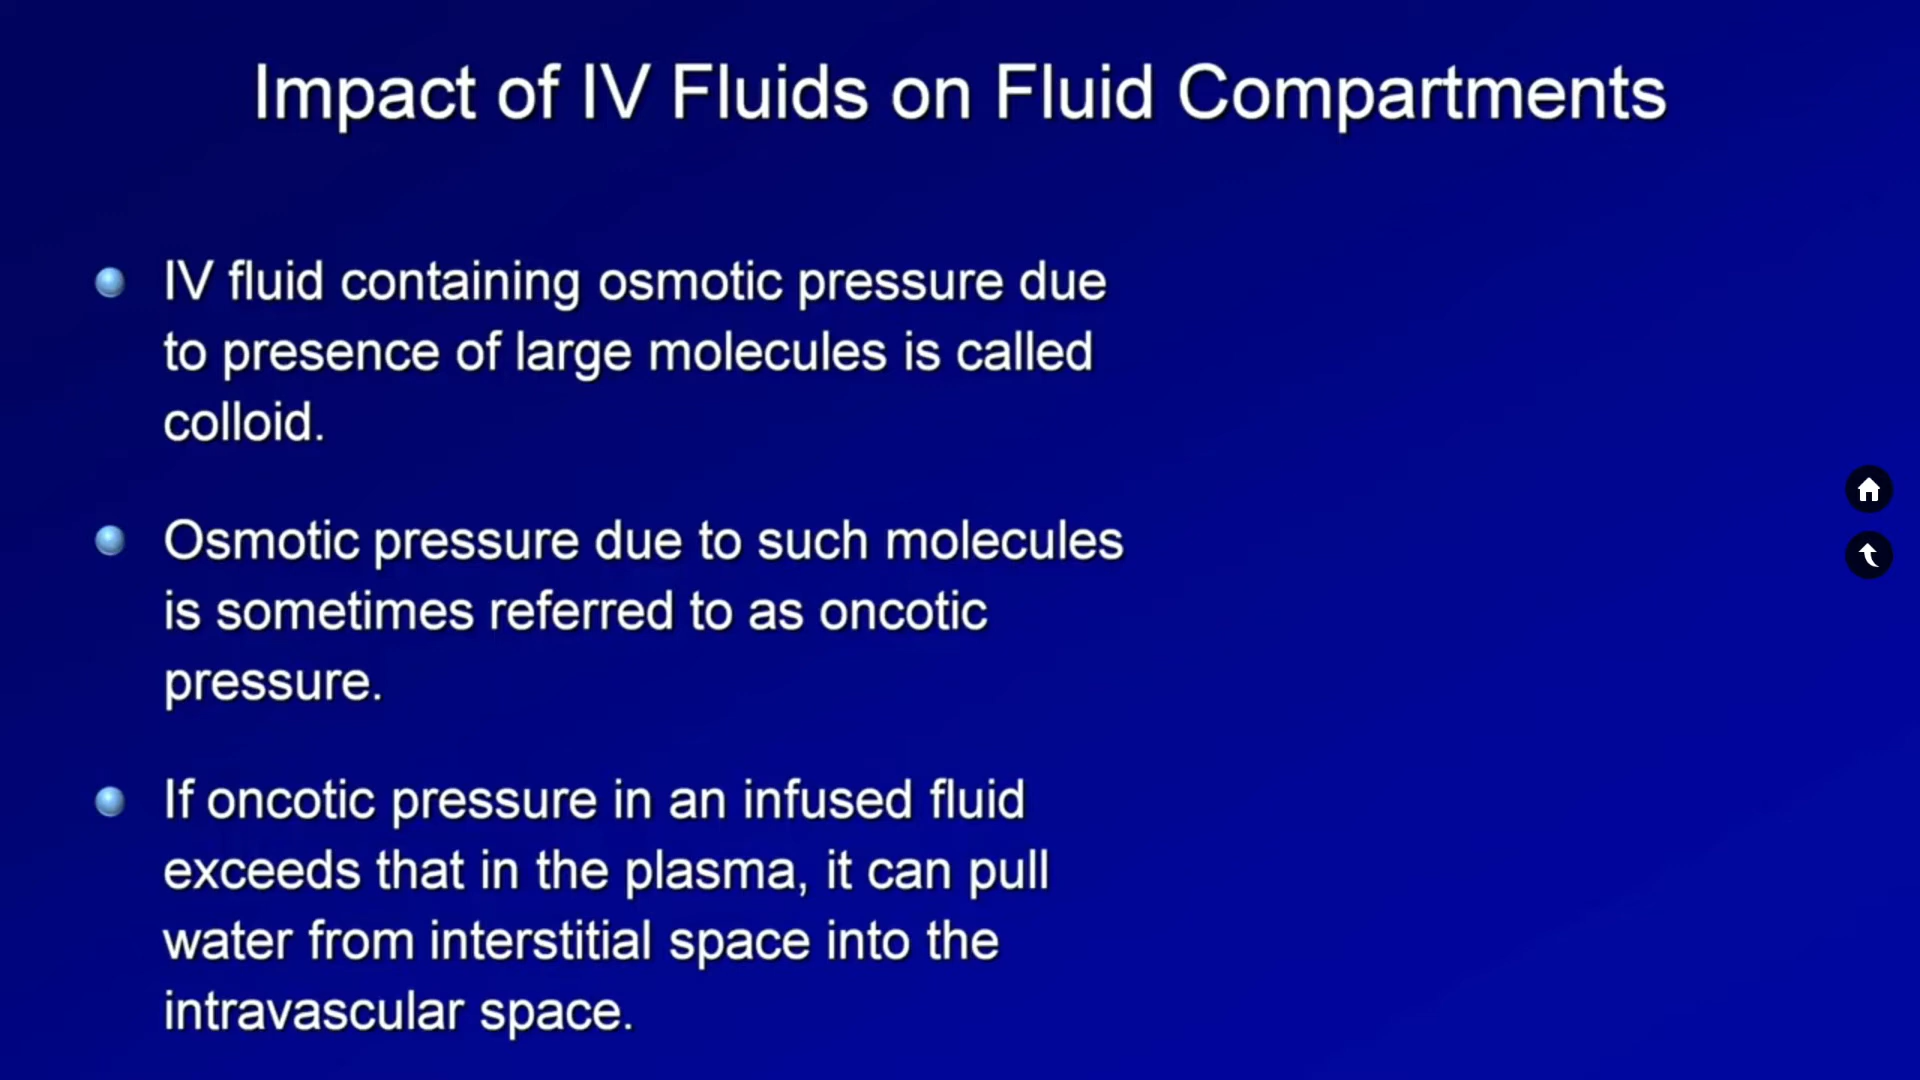 Impact of IV Fluids on Fluid Compartments
IV fluid containing osmotic pressure due
to presence of large molecules is called
colloid.
Osmotic pressure due to such molecules
is sometimes referred to as oncotic
pressure.
If oncotic pressure in an infused fluid
exceeds that in the plasma, it can pull
water from interstitial space into the
intravascular space.